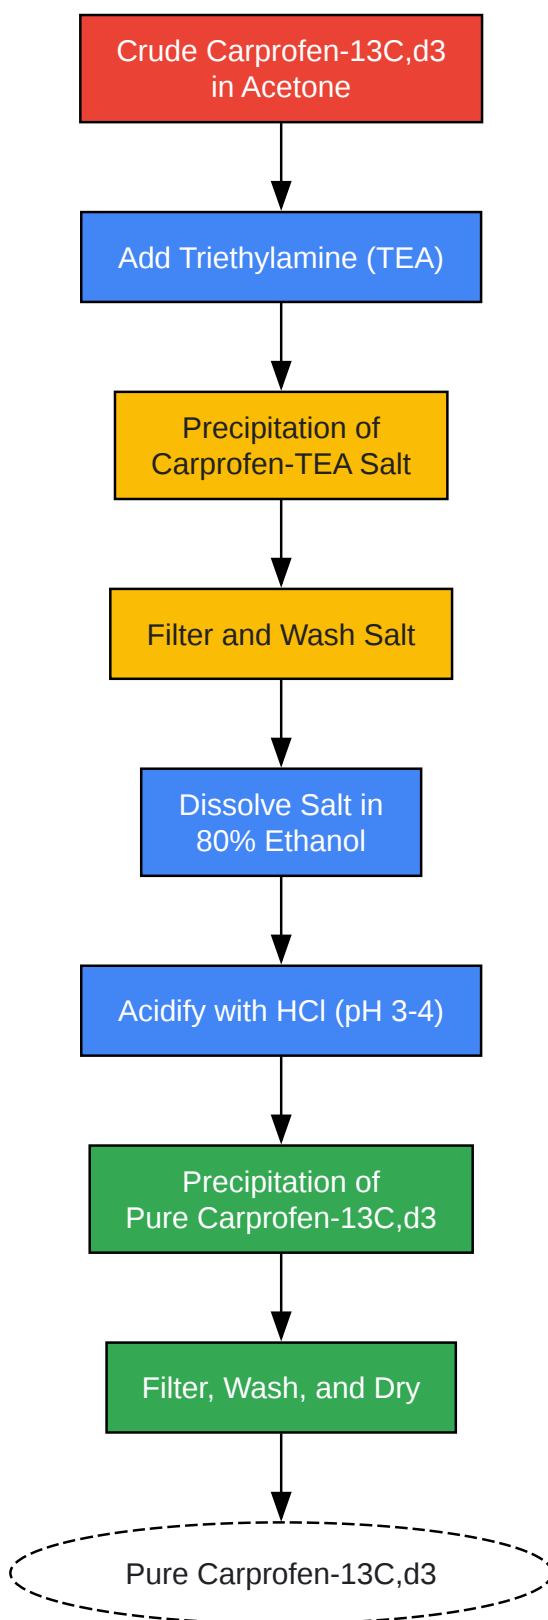 Crude Carprofen-13C,d3
in Acetone
Add Triethylamine (TEA)
Precipitation of
Carprofen-TEA Salt
Filter and Wash Salt
Dissolve Salt in
80% Ethanol
Acidify with HCl (pH 3-4)
Precipitation of
Pure Carprofen-13C,d3
Filter, Wash, and Dry
Pure Carprofen-13C,d3